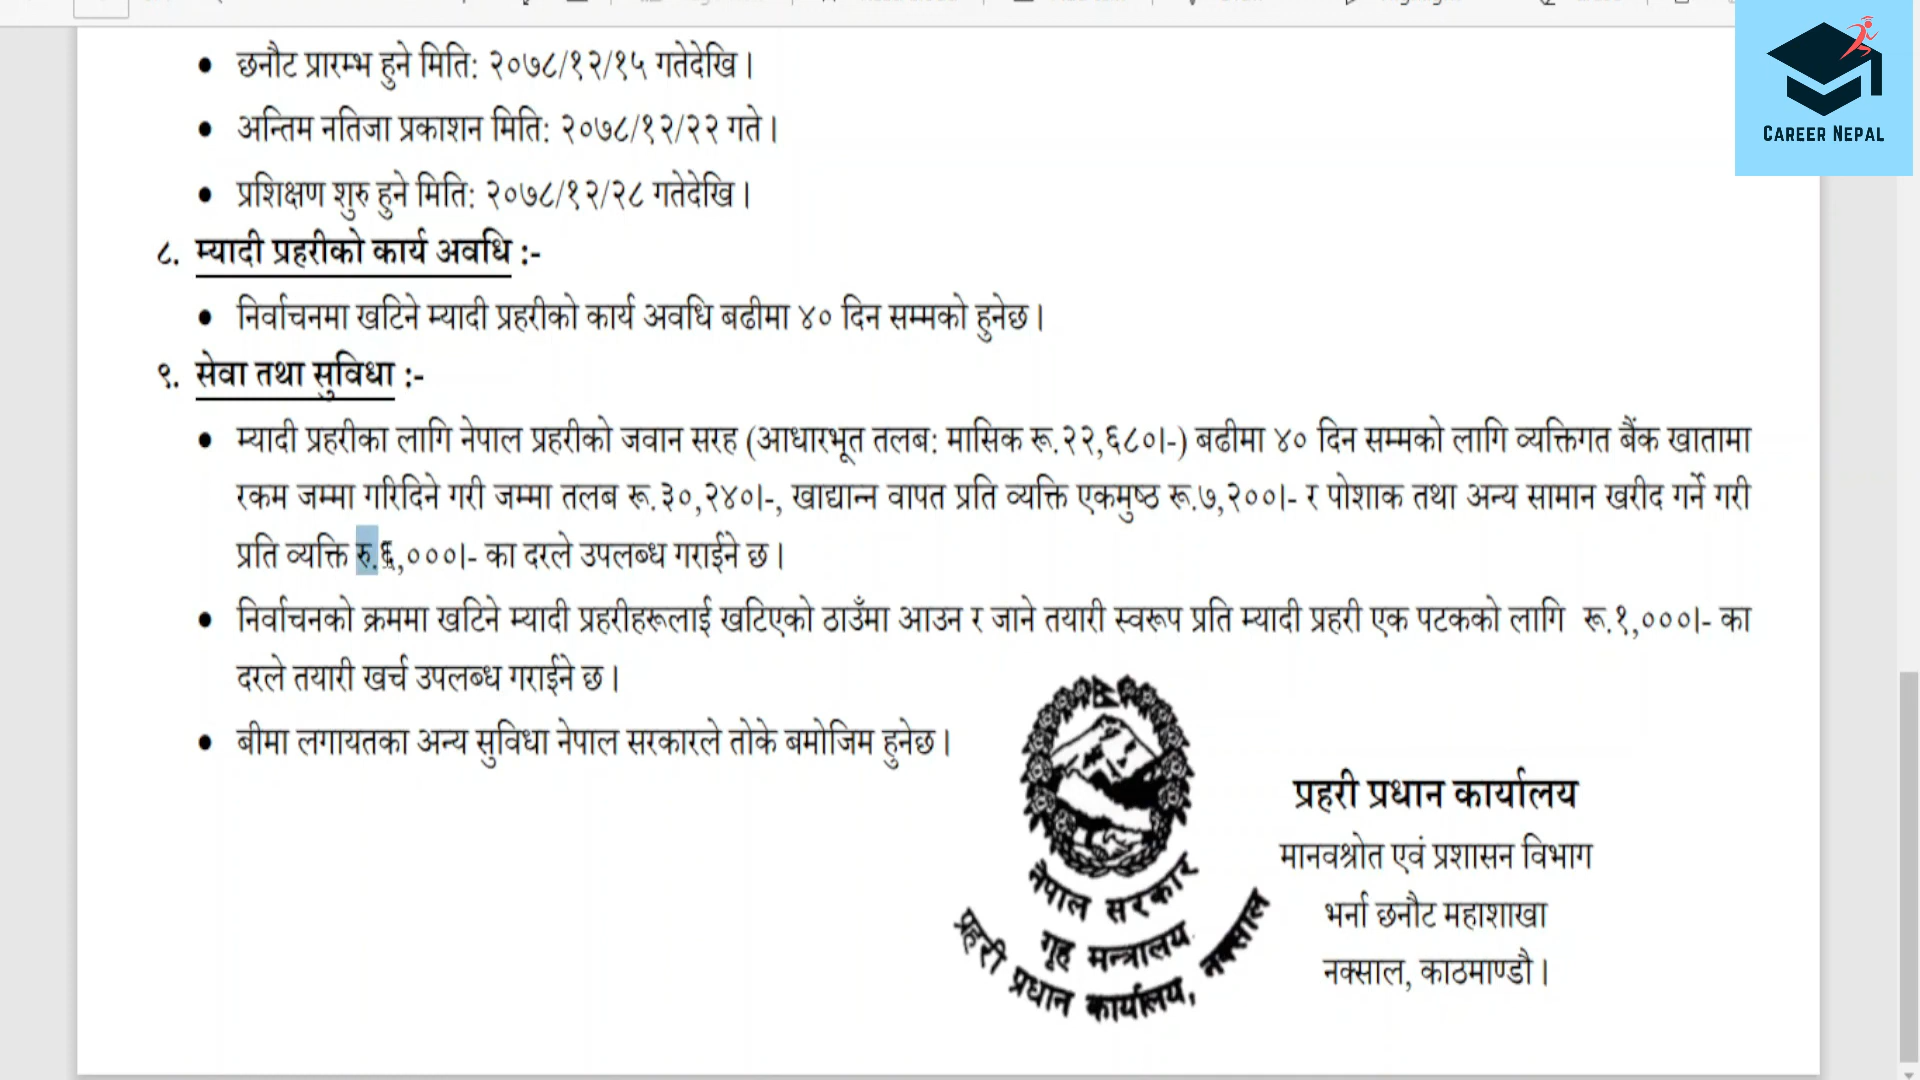 छनौट प्रारम्भ हुने मिति: २०७८/१२/१५ गतेदेखि।
अन्तिम नतिजा प्रकाशन मिति: २०७८/१२/२२ गते।
प्रशिक्षण शुरु हुने मिति: २०७८/१२/२८ गतेदेखि।
८. म्यादी प्रहरीको कार्य अवधि :-
निर्वाचनमा खटिने म्यादी प्रहरीको कार्य अवधि बढीमा ४० दिन सम्मको हुनेछ।
९. सेवा तथा सुविधा :-
म्यादी प्रहरीका लागि नेपाल प्रहरीको जवान सरह (आधारभूत तलब: मासिक रू.२२,६८०।-) बढीमा ४० दिन सम्मको लागि व्यक्तिगत बैंक खातामा
रकम जम्मा गरिदिने गरी जम्मा तलब रू.३०,२४०।-, खाद्यान्न वापत प्रति व्यक्ति एकमुष्ठ रू.७,२००।- र पोशाक तथा अन्य सामान खरीद गर्ने गरी
प्रति व्यक्ति रु.६,०००।- का दरले उपलब्ध गराईने छ।
निर्वाचनको क्रममा खटिने म्यादी प्रहरीहरूलाई खटिएको ठाउँमा आउन र जाने तयारी स्वरूप प्रति म्यादी प्रहरी एक पटकको लागि रू.१,०००।- का
दरले तयारी खर्च उपलब्ध गराईने छ।
बीमा लगायतका अन्य सुविधा नेपाल सरकारले तोके बमोजिम हुनेछ।
नेपाल सरकार
गृह मन्त्रालय
प्रहरी प्रधान कार्यालय, नक्साल
प्रहरी प्रधान कार्यालय
मानवश्रोत एवं प्रशासन विभाग
भर्ना छनौट महाशाखा
नक्साल, काठमाण्डौ।
CAREER NEPAL